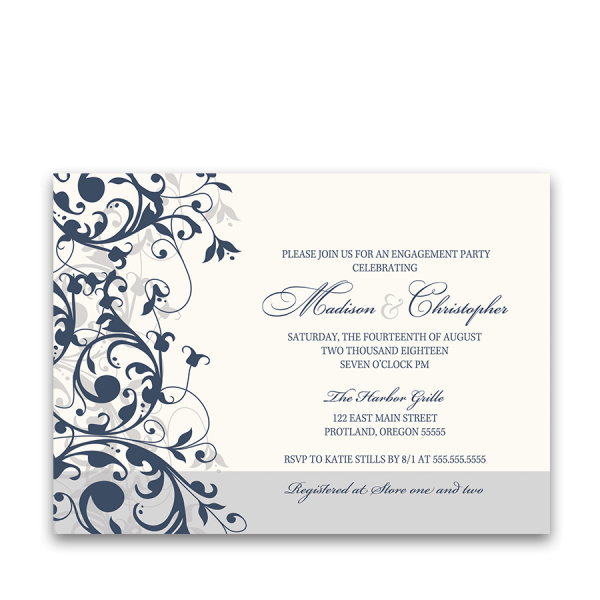 PLEASE JOIN US FOR AN ENGAGEMENT PARTY
CELEBRATING
Madison & Christopher
SATURDAY, THE FOURTEENTH OF AUGUST
TWO THOUSAND EIGHTEEN
SEVEN O'CLOCK PM
The Harbor Grille
122 EAST MAIN STREET
PROTLAND, OREGON 55555
RSVP TO KATIE STILLS BY 8/1 AT 555.555.5555
Registered at Store one and two